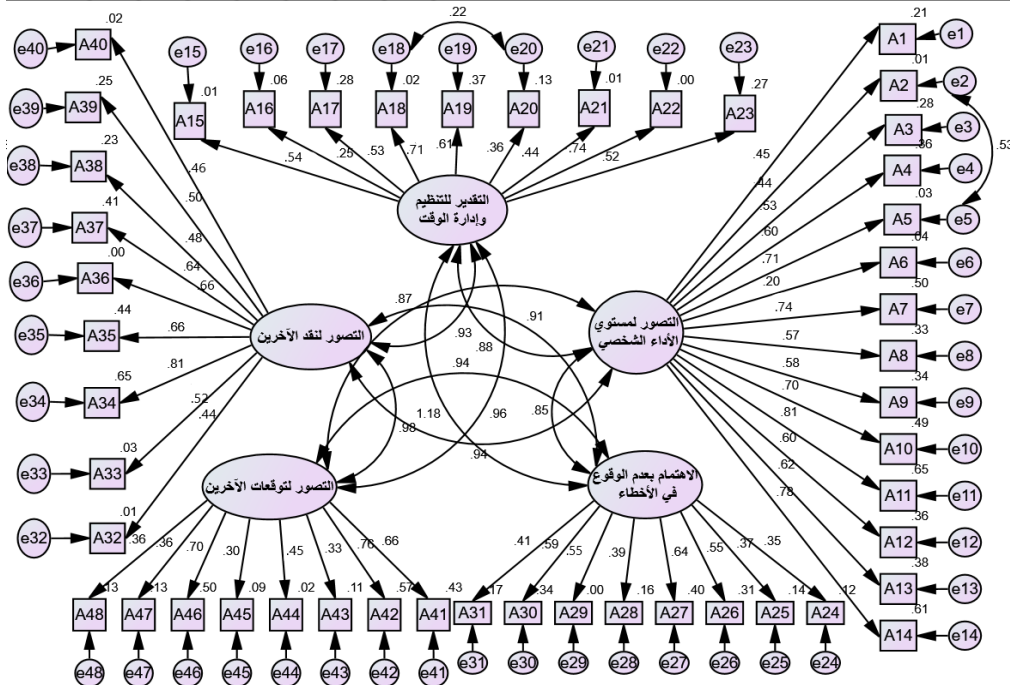 .02
e40 A40
.25
e39 A39
.23
e38 A38
.41
e37 A37
.00
e36 A36
.44
e35 A35
.65
e34 A34
.03
e33 A33
.01
e32 A32
.46
.50
.48
.64
.66
.66
.81
.52
.44
.22
e15 e16 e17 e18 e19 e20 e21 e22 e23
.01 .06 .28 .02 .37 .13 .01 .00 .27
A15 A16 A17 A18 A19 A20 A21 A22 A23
.54 .25 .53 .71 .61 .36 .44 .74 .52
التقدير للتنظيم
وإدارة الوقت
.21
A1 e1
.01
A2 e2
.28
A3 e3
.36
A4 e4
.03
A5 e5
.04
A6 e6
.50
A7 e7
.33
A8 e8
.34
A9 e9
.49
A10 e10
.65
A11 e11
.36
A12 e12
.38
A13 e13
.61
A14 e14
.53
.45
.44
.53
.60
.71
.20
.74
.57
.58
.70
.81
.60
.62
.78
التصور لنقد الآخرين
التصور لمستوي
الأداء الشخصي
.87
.91
.93
.88
.94
.85
1.18
.96
.98
.94
التصور لتوقعات الآخرين
الاهتمام بعدم الوقوع
في الأخطاء
.36 .36 .70 .30 .45 .33 .76 .66
.13 .13 .50 .09 .02 .11 .57 .43
A48 A47 A46 A45 A44 A43 A42 A41
e48 e47 e46 e45 e44 e43 e42 e41
.41 .59 .55 .39 .64 .55 .37 .35
.17 .34 .00 .16 .40 .31 .14 .12
A31 A30 A29 A28 A27 A26 A25 A24
e31 e30 e29 e28 e27 e26 e25 e24